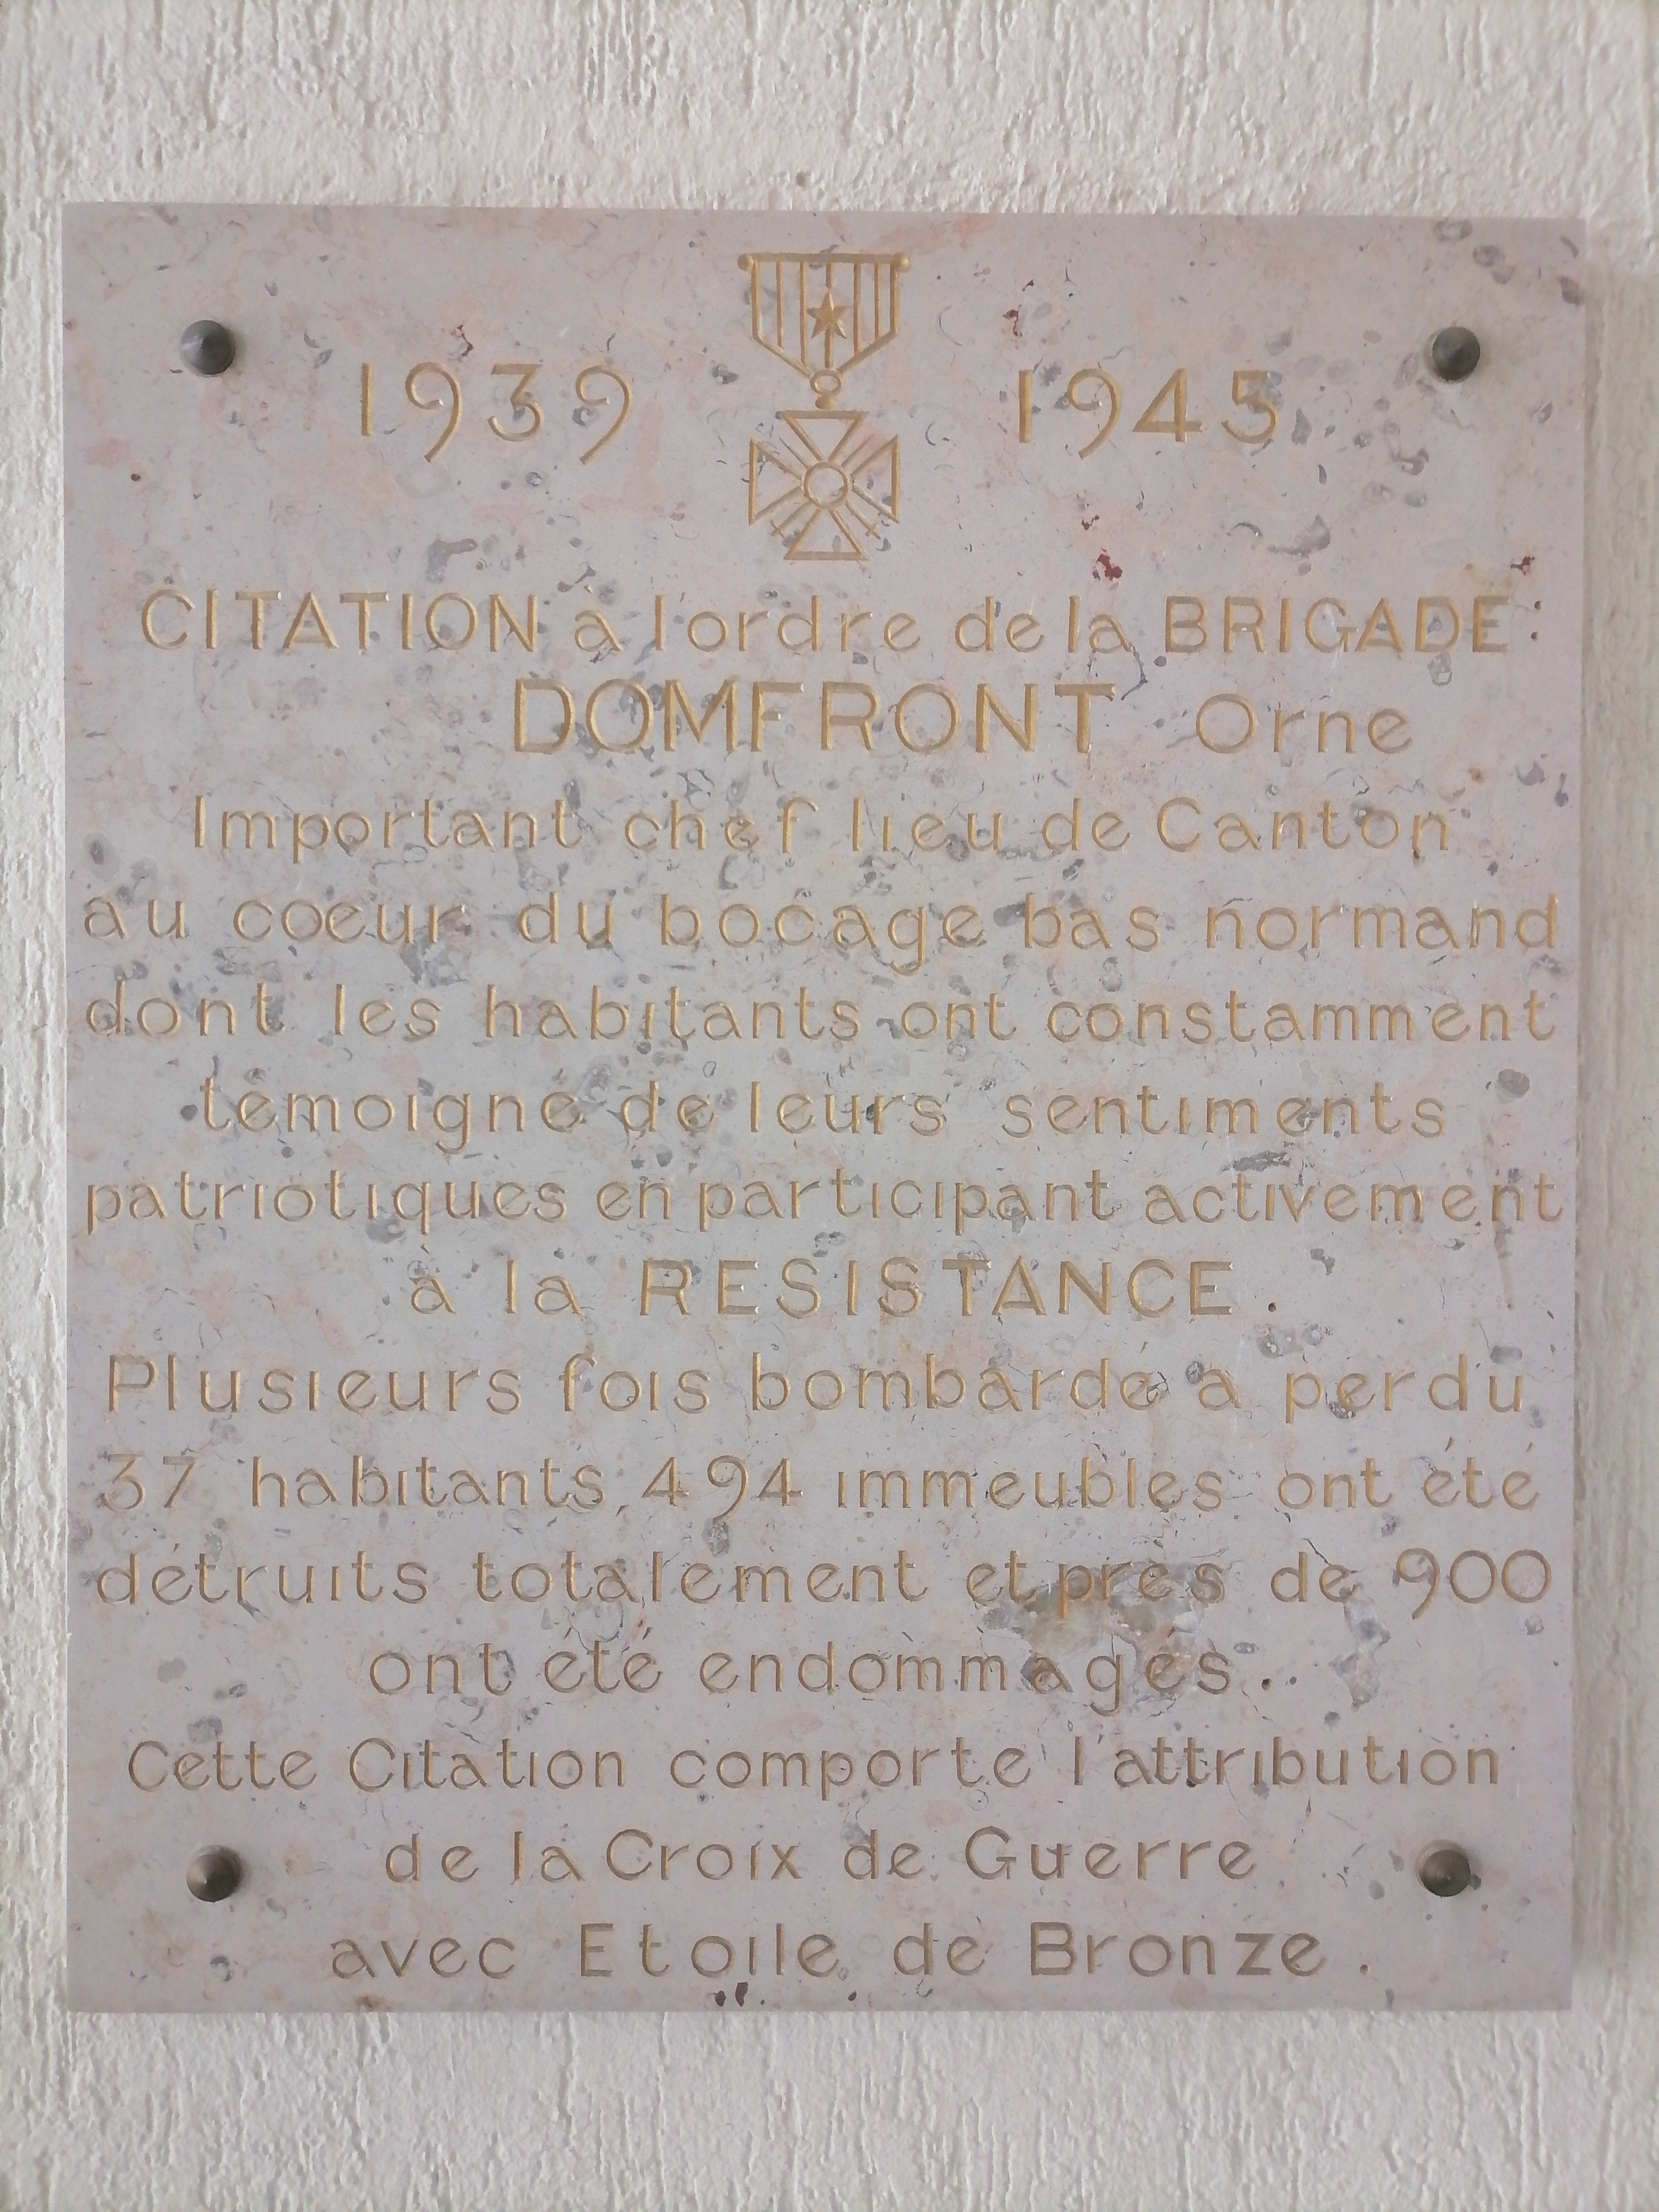 1939 1945
CITATION à l'ordre de la BRIGADE :
DOMFRONT Orne
Important chef lieu de Canton
au coeur du bocage bas normand
dont les habitants ont constamment
témoigné de leurs sentiments
patriotiques en participant activement
à la RESISTANCE.
Plusieurs fois bombardé a perdu
37 habitants, 494 immeubles ont été
détruits totalement et près de 900
ont été endommagés.
Cette Citation comporte l'attribution
de la Croix de Guerre
avec Etoile de Bronze.